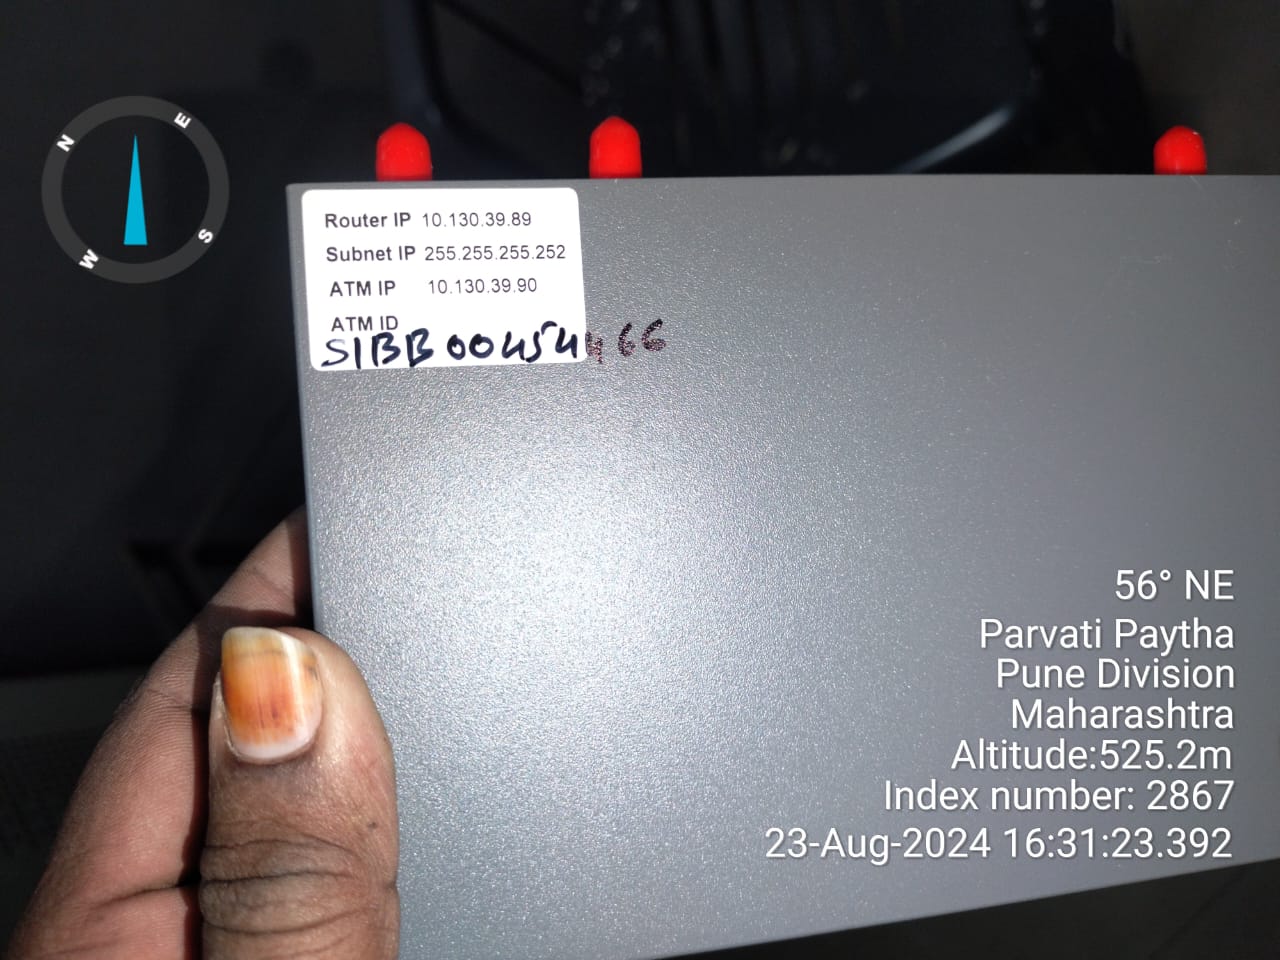 N
E
S
W
Router IP 10.130.39.89
Subnet IP 255.255.255.252
ATM IP 10.130.39.90
ATM ID
SIBB00454466
56° NE
Parvati Paytha
Pune Division
Maharashtra
Altitude:525.2m
Index number: 2867
23-Aug-2024 16:31:23.392